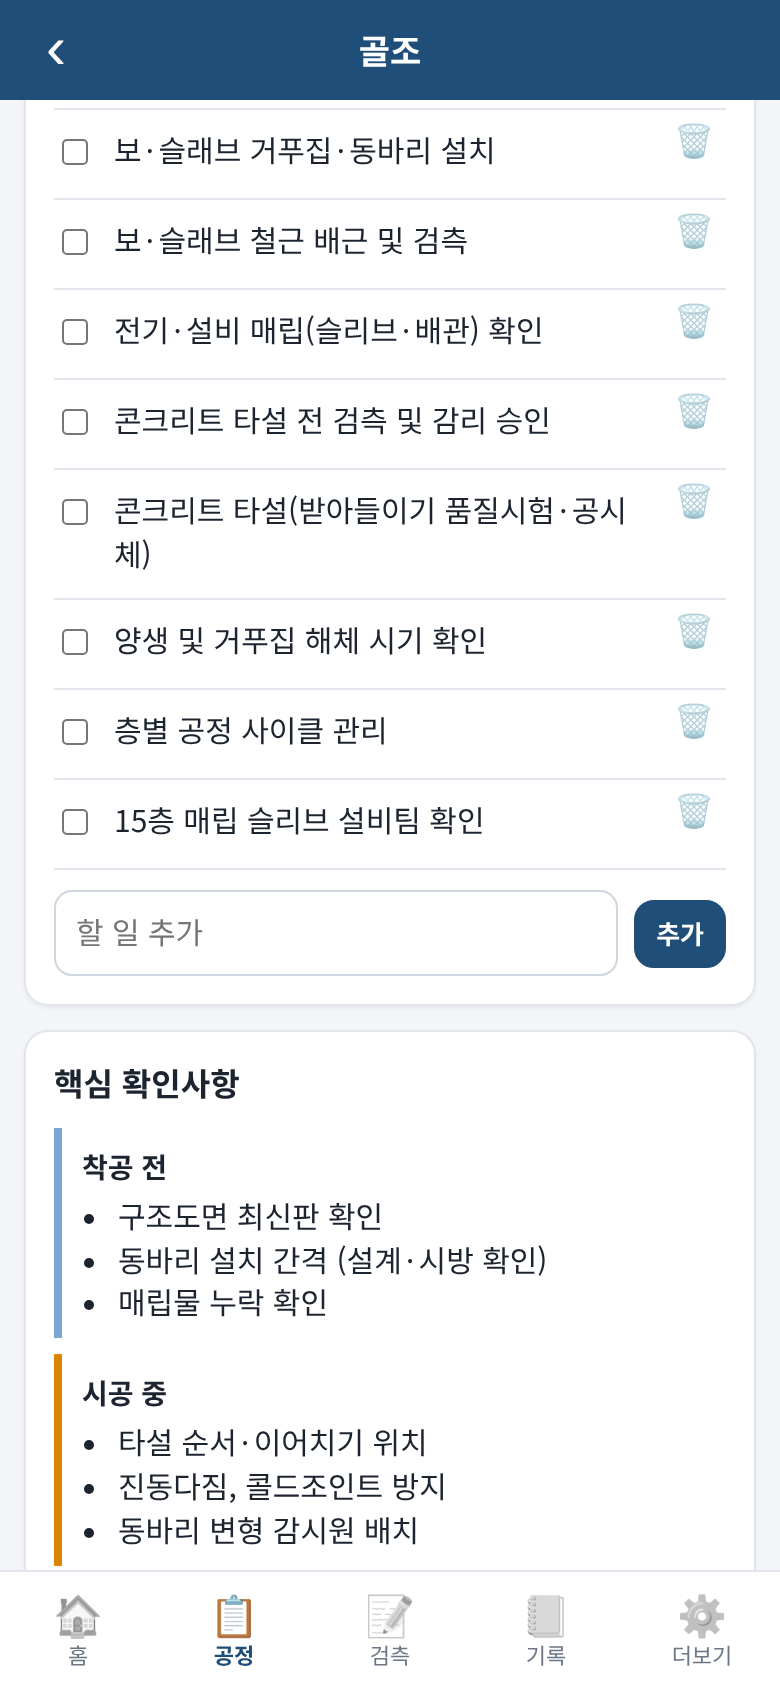 골조
보·슬래브 거푸집·동바리 설치
보·슬래브 철근 배근 및 검측
전기·설비 매립(슬리브·배관) 확인
콘크리트 타설 전 검측 및 감리 승인
콘크리트 타설(받아들이기 품질시험·공시
체)
양생 및 거푸집 해체 시기 확인
층별 공정 사이클 관리
15층 매립 슬리브 설비팀 확인
할 일 추가
추가
핵심 확인사항
착공 전
• 구조도면 최신판 확인
• 동바리 설치 간격 (설계·시방 확인)
• 매립물 누락 확인
시공 중
• 타설 순서·이어치기 위치
• 진동다짐, 콜드조인트 방지
• 동바리 변형 감시원 배치
홈
공정
검측
기록
더보기